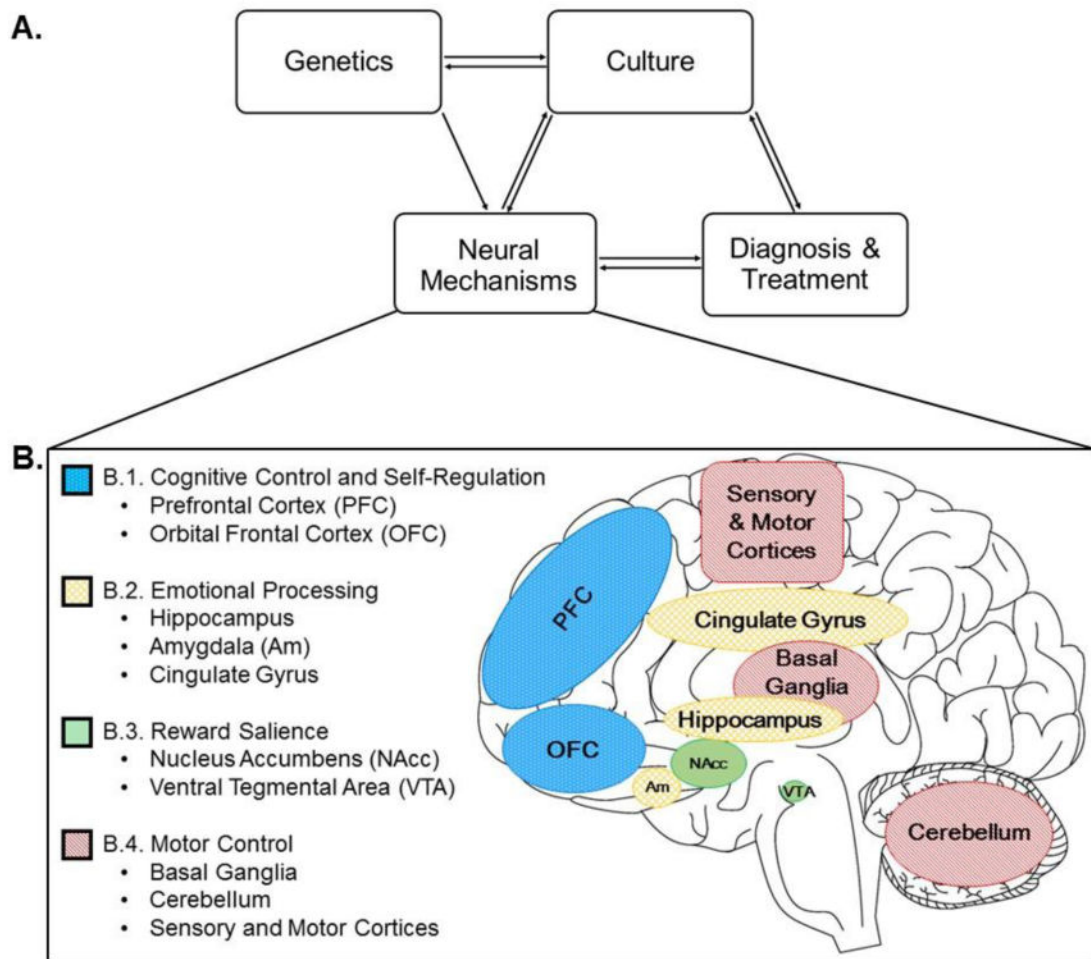 A.
Genetics
Culture
Neural
Mechanisms
Diagnosis &
Treatment
B.
B.1. Cognitive Control and Self-Regulation
• Prefrontal Cortex (PFC)
• Orbital Frontal Cortex (OFC)
B.2. Emotional Processing
• Hippocampus
• Amygdala (Am)
• Cingulate Gyrus
B.3. Reward Salience
• Nucleus Accumbens (NAcc)
• Ventral Tegmental Area (VTA)
B.4. Motor Control
• Basal Ganglia
• Cerebellum
• Sensory and Motor Cortices
Sensory
& Motor
Cortices
PFC
Cingulate Gyrus
Basal
Ganglia
Hippocampus
OFC
NAcc
Am
VTA
Cerebellum